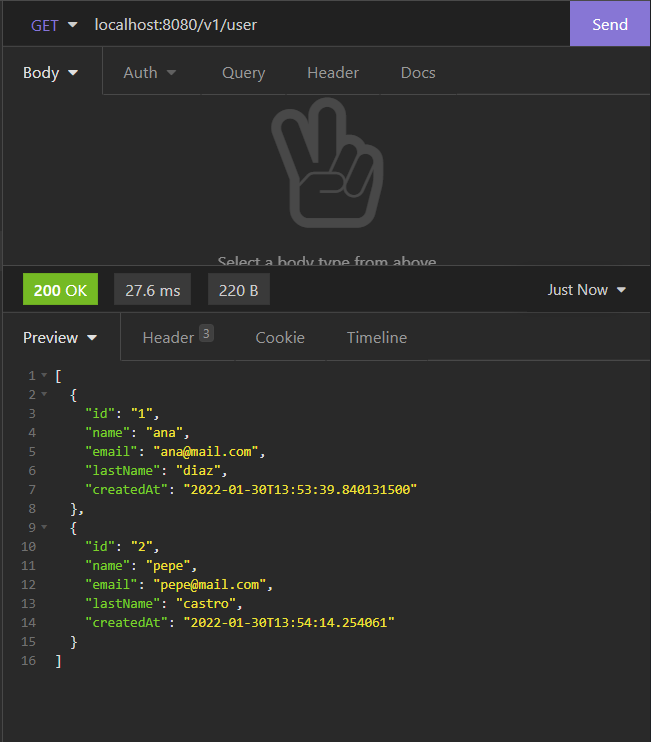 GET localhost:8080/v1/user Send
Body Auth Query Header Docs
Select a body type from above
200 OK 27.6 ms 220 B Just Now
Preview Header 3 Cookie Timeline
1 [
2 {
3 "id": "1",
4 "name": "ana",
5 "email": "ana@mail.com",
6 "lastName": "diaz",
7 "createdAt": "2022-01-30T13:53:39.840131500"
8 },
9 {
10 "id": "2",
11 "name": "pepe",
12 "email": "pepe@mail.com",
13 "lastName": "castro",
14 "createdAt": "2022-01-30T13:54:14.254061"
15 }
16 ]